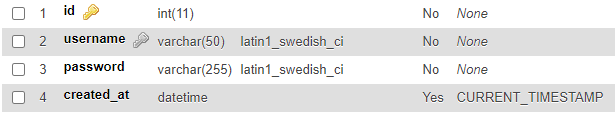 1 id int(11) No None
2 username varchar(50) latin1_swedish_ci No None
3 password varchar(255) latin1_swedish_ci No None
4 created_at datetime Yes CURRENT_TIMESTAMP